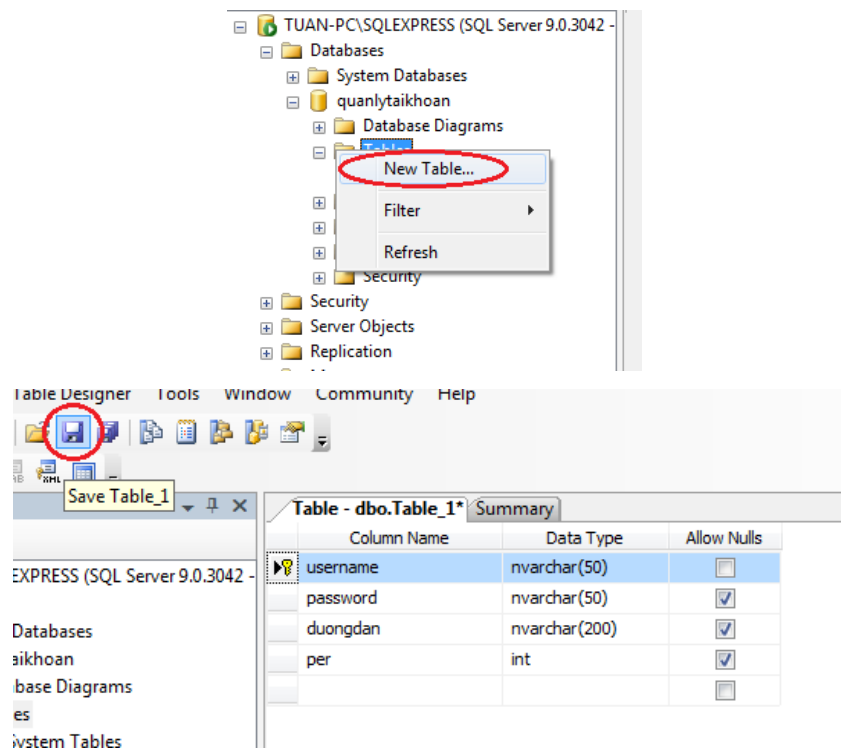 TUAN-PC\SQLEXPRESS (SQL Server 9.0.3042 -
Databases
System Databases
quanlytaikhoan
Database Diagrams
Tables
New Table...
Filter
Refresh
Security
Security
Server Objects
Replication
Table Designer Tools Window Community Help
Save Table_1
Table - dbo.Table_1* Summary
Column Name Data Type Allow Nulls
username nvarchar(50)
password nvarchar(50)
duongdan nvarchar(200)
per int
EXPRESS (SQL Server 9.0.3042 -
Databases
aikhoan
base Diagrams
es
System Tables